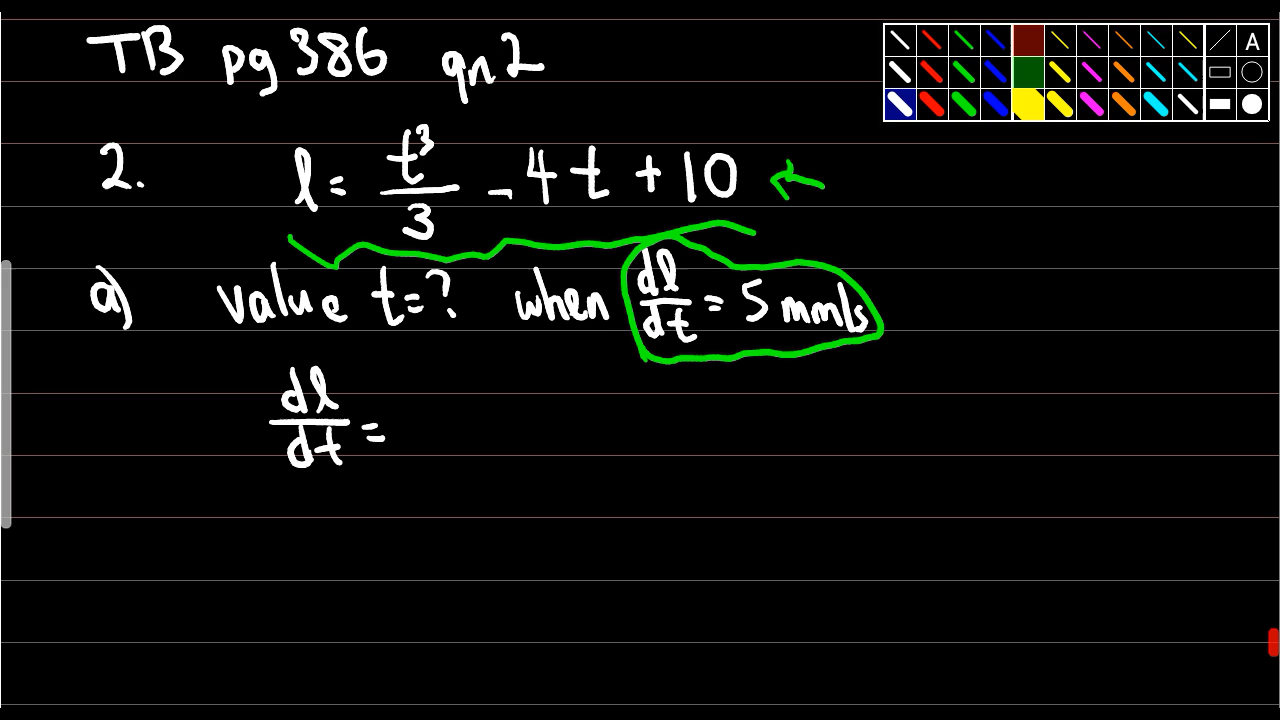 TB pg 386 qn 2
A
2. l = t³/3 - 4t + 10
a) value t = ? when dl/dt = 5 mm/s
dl/dt =